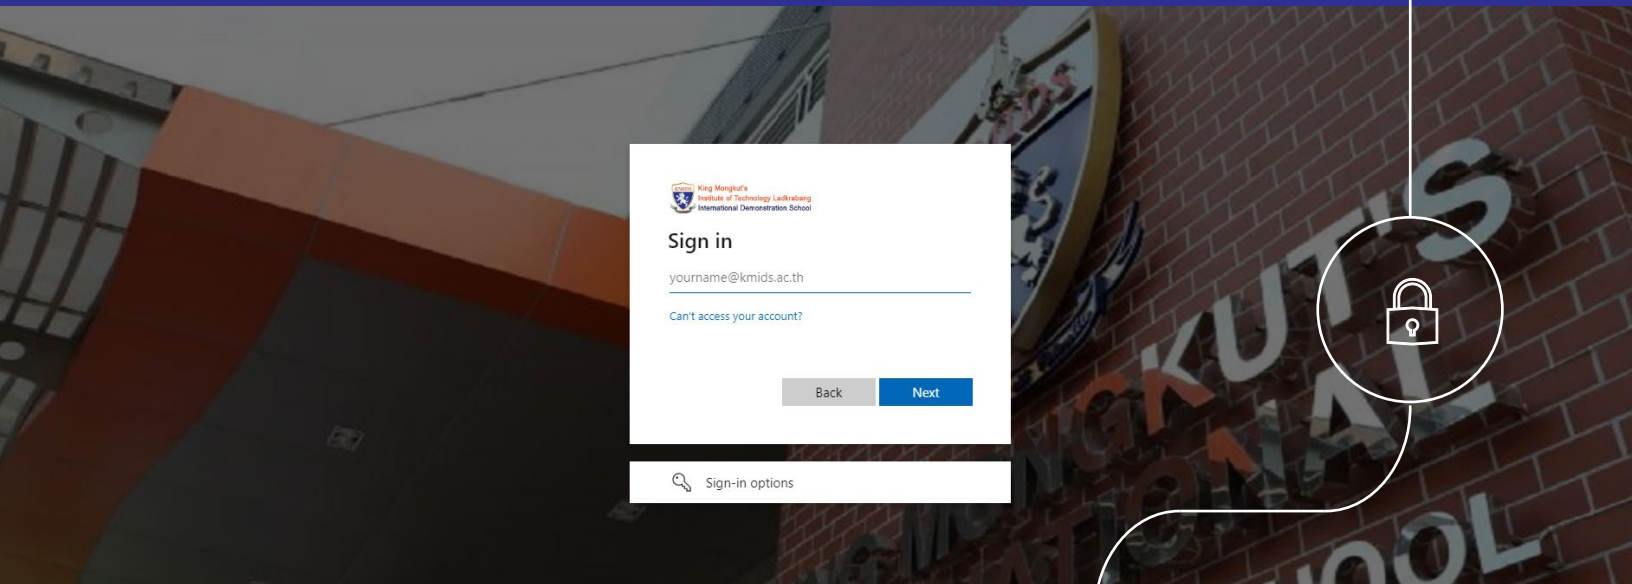 King Mongkut's
Institute of Technology Ladkrabang
International Demonstration School
Sign in
yourname@kmids.ac.th
Can't access your account?
Back
Next
Sign-in options
KUT'S